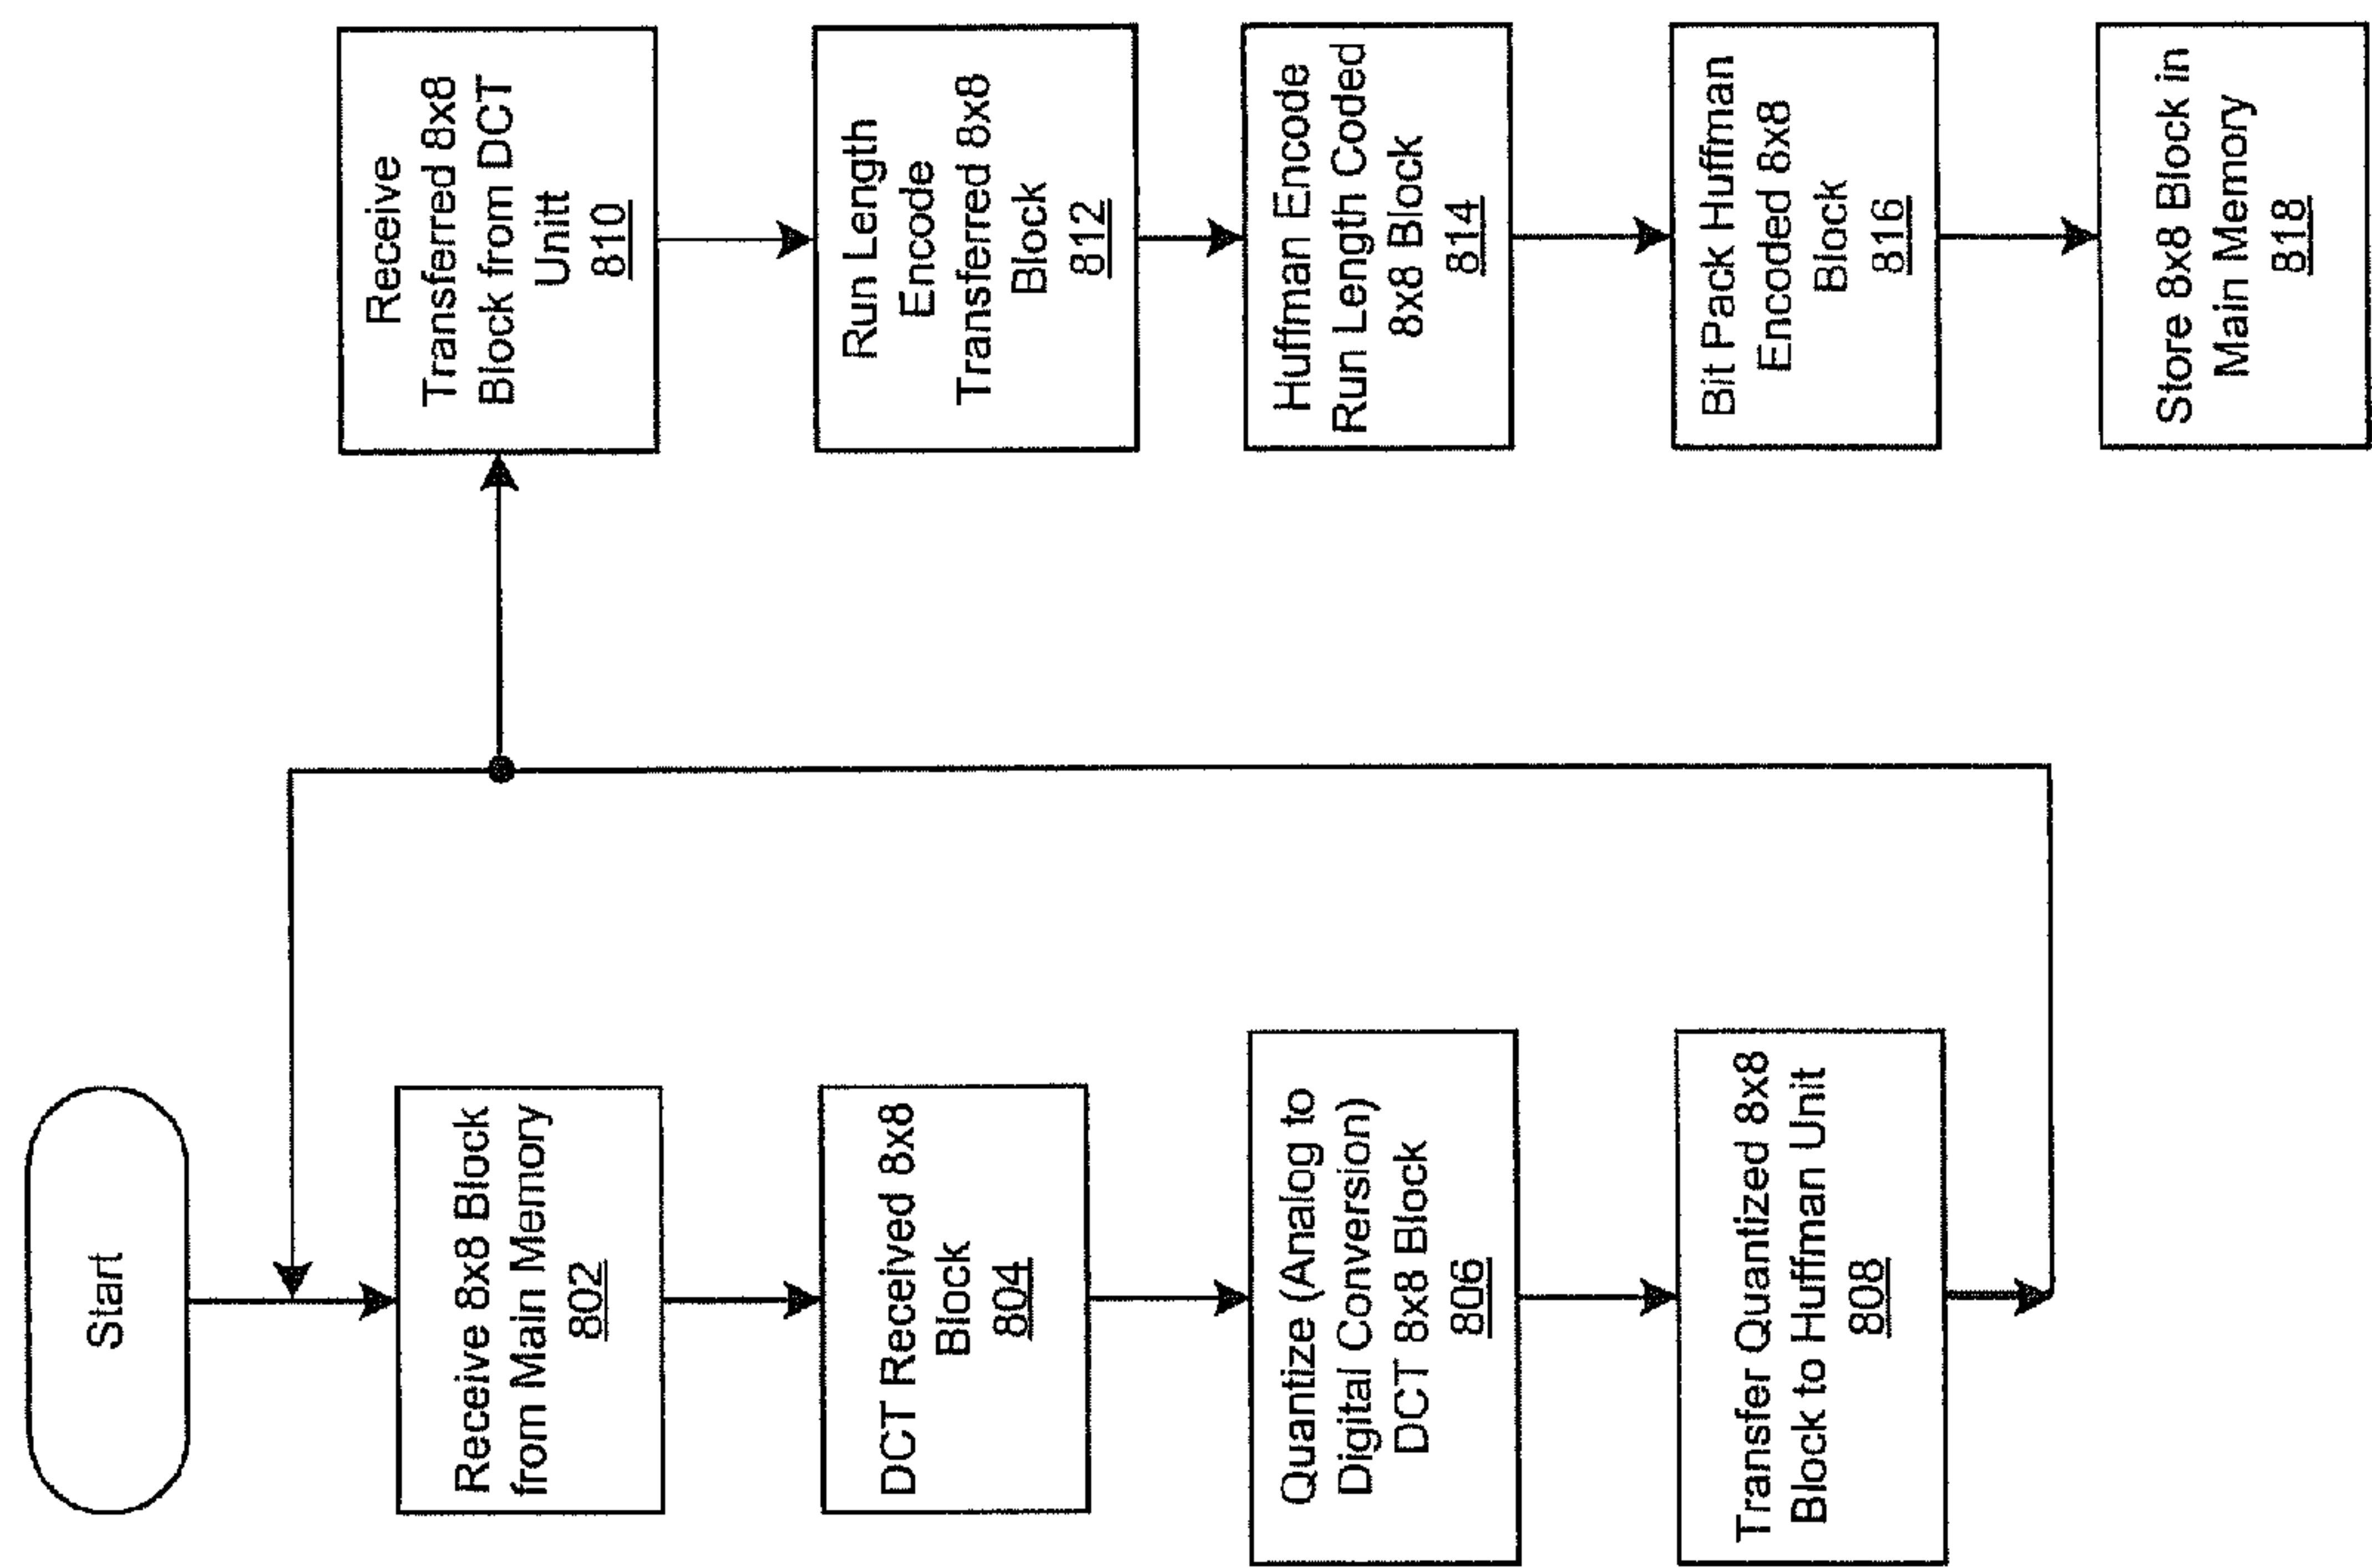 Start
Receive 8x8 Block
from Main Memory
802
DCT Received 8x8
Block
804
Quantize (Analog to
Digital Conversion)
DCT 8x8 Block
806
Transfer Quantized 8x8
Block to Huffman Unit
808
Receive
Transferred 8x8
Block from DCT
Unitt
810
Run Length
Encode
Transferred 8x8
Block
812
Huffman Encode
Run Length Coded
8x8 Block
814
Bit Pack Huffman
Encoded 8x8
Block
816
Store 8x8 Block in
Main Memory
818